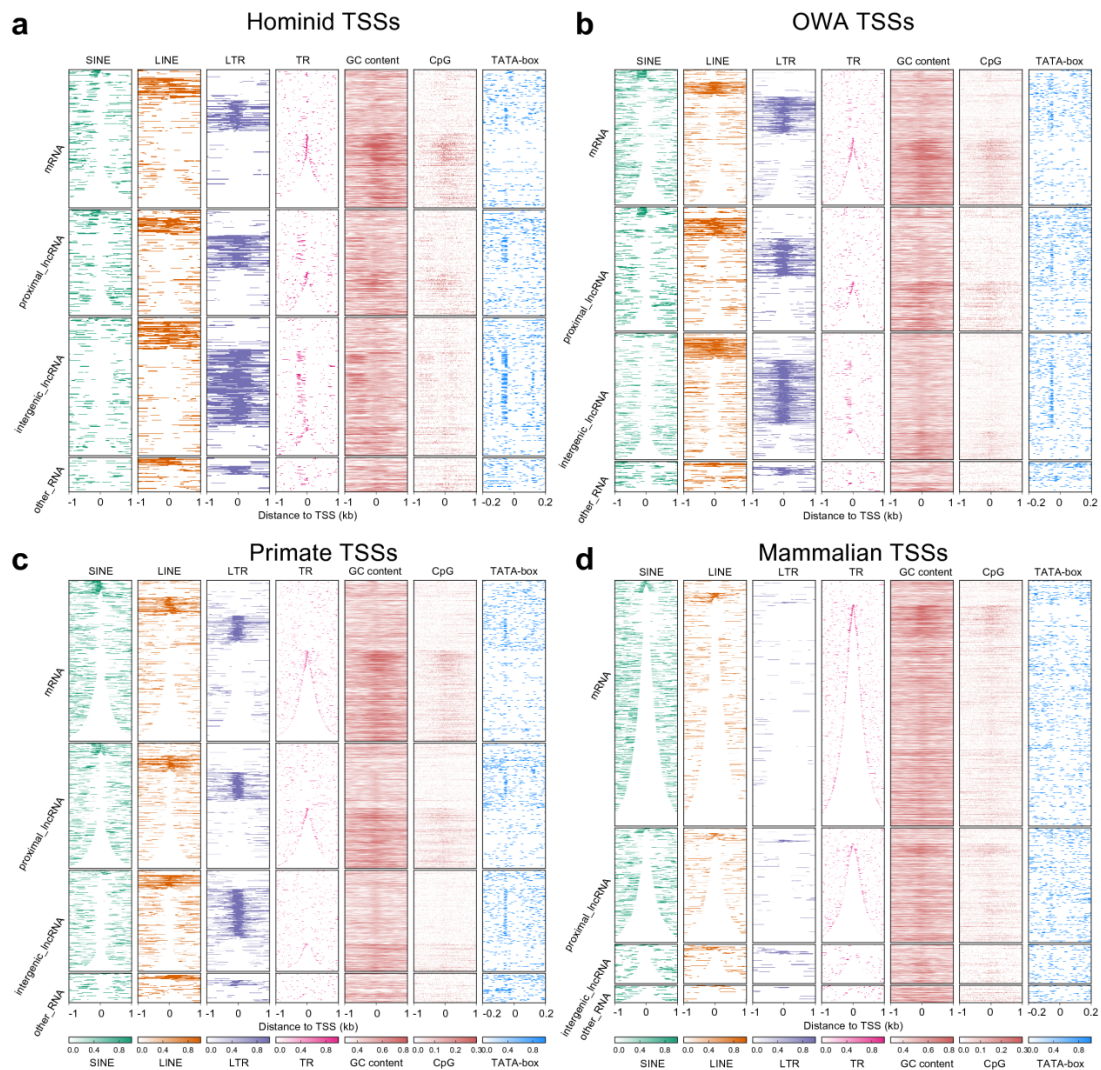 a Hominid TSSs
SINE LINE LTR TR GC content CpG TATA-box
mRNA
proximal_lncRNA
intergenic_lncRNA
other_RNA
-1 0 1 -1 0 1 -1 0 1 -1 0 1 -1 0 1 -1 0 1 -0.2 0 0.2
Distance to TSS (kb)
b OWA TSSs
SINE LINE LTR TR GC content CpG TATA-box
mRNA
proximal_lncRNA
intergenic_lncRNA
other_RNA
-1 0 1 -1 0 1 -1 0 1 -1 0 1 -1 0 1 -1 0 1 -0.2 0 0.2
Distance to TSS (kb)
c Primate TSSs
SINE LINE LTR TR GC content CpG TATA-box
mRNA
proximal_lncRNA
intergenic_lncRNA
other_RNA
-1 0 1 -1 0 1 -1 0 1 -1 0 1 -1 0 1 -1 0 1 -0.2 0 0.2
Distance to TSS (kb)
0.0 0.4 0.8 0.0 0.4 0.8 0.0 0.4 0.8 0.0 0.4 0.8 0.0 0.4 0.8 0.0 0.1 0.2 0.30.0 0.4 0.8
SINE LINE LTR TR GC content CpG TATA-box
d Mammalian TSSs
SINE LINE LTR TR GC content CpG TATA-box
mRNA
proximal_lncRNA
intergenic_lncRNA
other_RNA
-1 0 1 -1 0 1 -1 0 1 -1 0 1 -1 0 1 -1 0 1 -0.2 0 0.2
Distance to TSS (kb)
0.0 0.4 0.8 0.0 0.4 0.8 0.0 0.4 0.8 0.0 0.4 0.8 0.0 0.4 0.8 0.0 0.1 0.2 0.30.0 0.4 0.8
SINE LINE LTR TR GC content CpG TATA-box